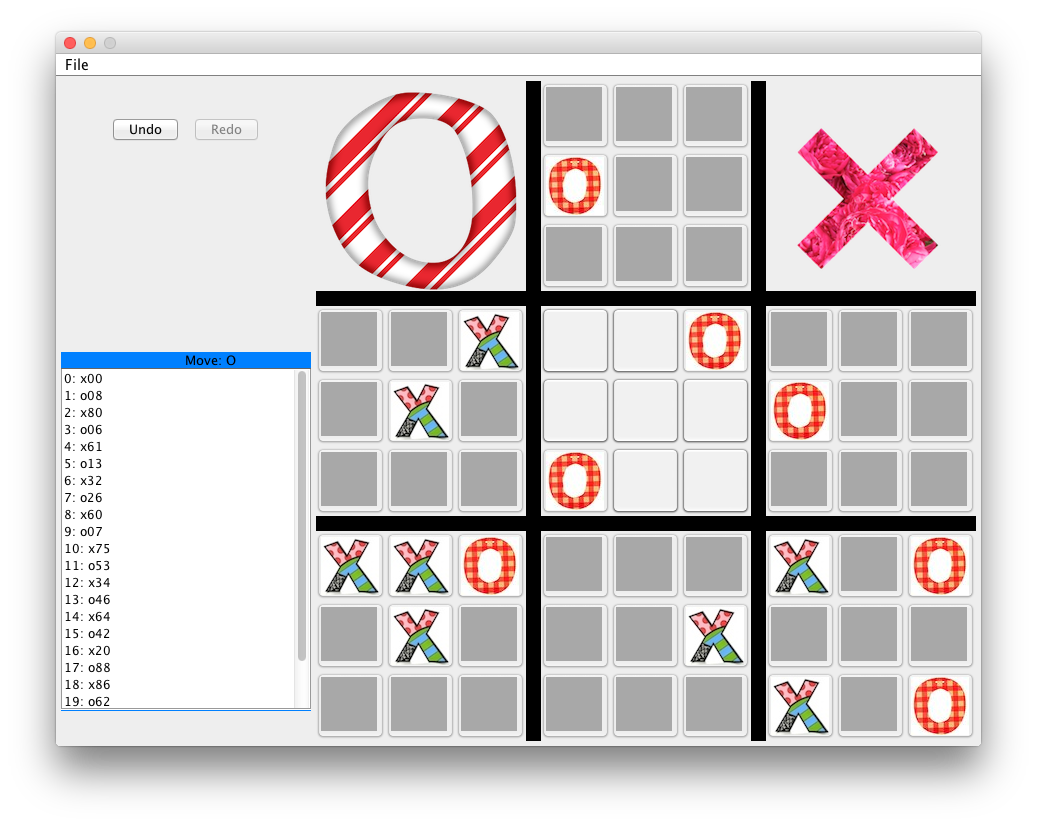 File
Undo Redo
O
O
X
Move: O
0: x00
1: o08
2: x80
3: o06
4: x61
5: o13
6: x32
7: o26
8: x60
9: o07
10: x75
11: o53
12: x34
13: o46
14: x64
15: o42
16: x20
17: o88
18: x86
19: o62
X O
X O
O
X X O X O
X X
X O